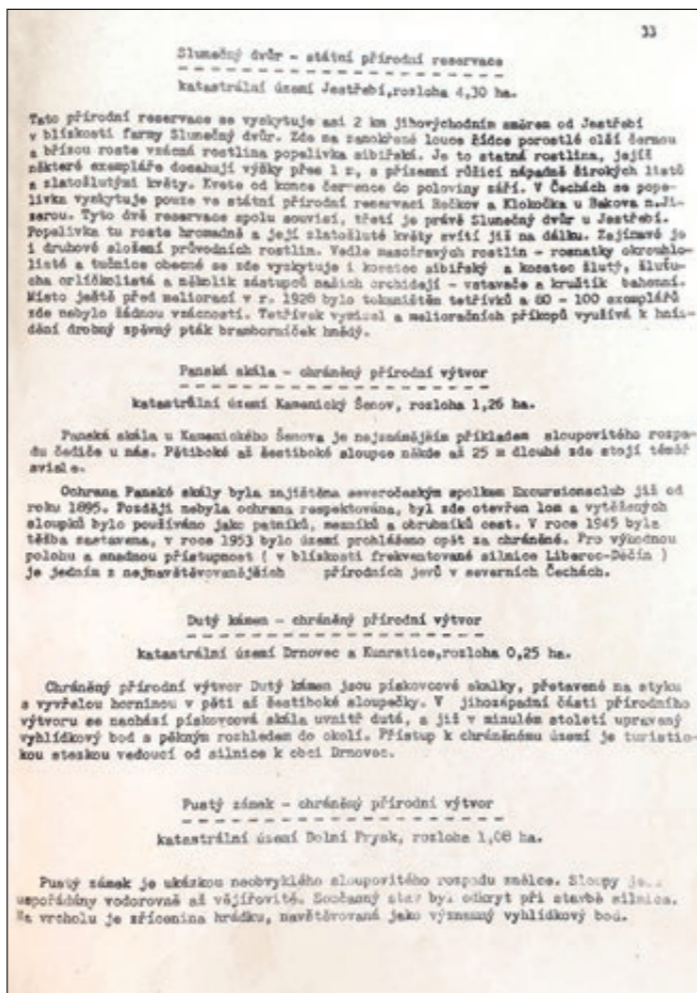 33
Slunečný dvůr - státní přírodní reservace
katastrální území Jestřebí,rozloha 4,30 ha.
Tato přírodní reservace se vyskytuje asi 2 km jihovýchodním směrem od Jestřebí
v blízkosti farmy Slunečný dvůr. Zde na zamokřené louce řídce porostlé olší černou
a břízou roste vzácná rostlina popelivka sibiřská. Je to statná rostlina, jejíž
některé exempláře dosahují výšky přes 1 m, s přízemní růžicí nápadně širokých listů
a zlatožlutými květy. Kvete od konce července do poloviny září. V Čechách se pope-
livka vyskytuje pouze ve státní přírodní reservaci Rečkov a Klokočka u Bakova n.Ji-
zerou. Tyto dvě reservace spolu souvisí, třetí je právě Slunečný dvůr u Jestřebí.
Popelivka tu roste hromadně a její zlatožluté květy svítí již na dálku. Zajímavé je
i druhové složení průvodních rostlin. Vedle masožravých rostlin - rosnatky okrouhlo-
listé a tučnice obecné se zde vyskytuje i kosatec sibiřský a kosatec žlutý, žluťu-
cha orlíčkolistá a několik zástupců našich orchidejí - vstavače a kruštík bahenní.
Místo ještě před meliorací v r. 1928 bylo tokaništěm tetřívků a 80 - 100 exemplářů
zde nebylo žádnou vzácností. Tetřívek vymizel a melioračních příkopů využívá k hníz-
dění drobný spěvný pták bramborníček hnědý.
Panská skála - chráněný přírodní výtvor
katastrální území Kamenický Šenov, rozloha 1,26 ha.
Panská skála u Kamenického Šenova je nejznámějším příkladem sloupovitého rozpa-
du čediče u nás. Pětiboké až šestiboké sloupce někde až 25 m dlouhé zde stojí téměř
svisle.
Ochrana Panské skály byla zajištěna severočeským spolkem Excursionsclub již od
roku 1895. Později nebyla ochrana respektována, byl zde otevřen lom a vytěžených
sloupků bylo používáno jako patníků, mezníků a obrubníků cest. V roce 1945 byla
těžba zastavena, v roce 1953 bylo území prohlášeno opět za chráněné. Pro výhodnou
polohu a snadnou přístupnost ( v blízkosti frekventované silnice Liberec-Děčín )
je jedním z nejnavštěvovanějších přírodních jevů v severních Čechách.
Dutý kámen - chráněný přírodní výtvor
katastrální území Drnovec a Kunratice,rozloha 0,25 ha.
Chráněný přírodní výtvor Dutý kámen jsou pískovcové skalky, přetavené na styku
s vyvřelou horninou v pěti až šestiboké sloupečky. V jihozápadní části přírodního
výtvoru se nachází pískovcová skála uvnitř dutá, a již v minulém století upravený
vyhlídkový bod s pěkným rozhledem do okolí. Přístup k chráněnému území je turistic-
kou stezkou vedoucí od silnice k obci Drnovec.
Pustý zámek - chráněný přírodní výtvor
katastrální území Dolní Prysk, rozloha 1,08 ha.
Pustý zámek je ukázkou neobvyklého sloupovitého rozpadu znělce. Sloupy
uspořádány vodorovně až vějířovitě. Současný stav byl odkryt při stavbě silnice.
Na vrcholu je zřícenina hrádku, navštěvovaná jako významný vyhlídkový bod.